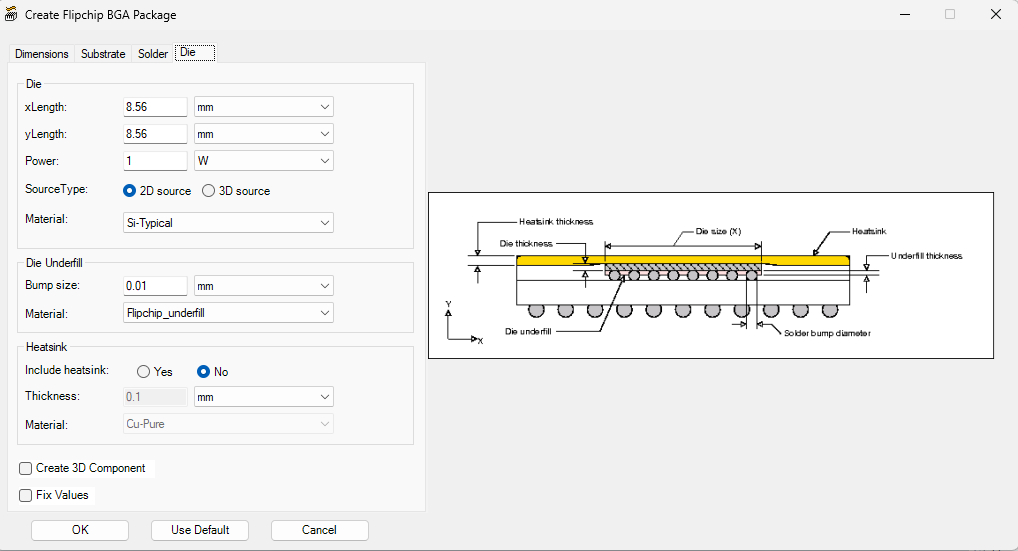 Create Flipchip BGA Package
Dimensions Substrate Solder Die
Die
xLength: 8.56 mm
yLength: 8.56 mm
Power: 1 W
SourceType: 2D source 3D source
Material: Si-Typical
Die Underfill
Bump size: 0.01 mm
Material: Flipchip_underfill
Heatsink
Include heatsink: Yes No
Thickness: 0.1 mm
Material: Cu-Pure
Create 3D Component
Fix Values
OK Use Default Cancel
Heatsink thickness
Die size (X) Heatsink
Die thickness
Underfill thickness
Y
X
Die underfill
Solder bump diameter